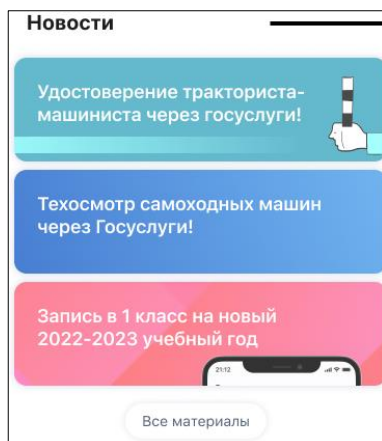 Новости
Удостоверение тракториста-
машиниста через госуслуги!
Техосмотр самоходных машин
через Госуслуги!
Запись в 1 класс на новый
2022-2023 учебный год
21:12
Все материалы